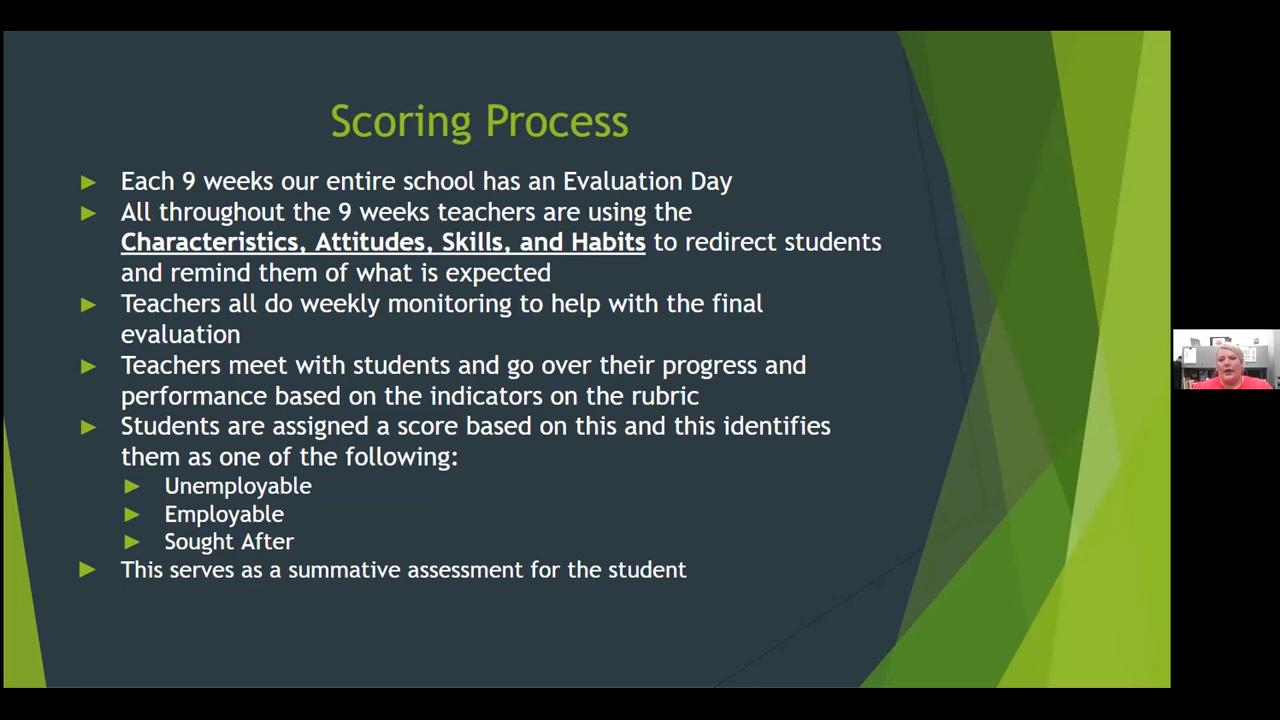 Scoring Process
Each 9 weeks our entire school has an Evaluation Day
All throughout the 9 weeks teachers are using the
Characteristics, Attitudes, Skills, and Habits to redirect students
and remind them of what is expected
Teachers all do weekly monitoring to help with the final
evaluation
Teachers meet with students and go over their progress and
performance based on the indicators on the rubric
Students are assigned a score based on this and this identifies
them as one of the following:
Unemployable
Employable
Sought After
This serves as a summative assessment for the student